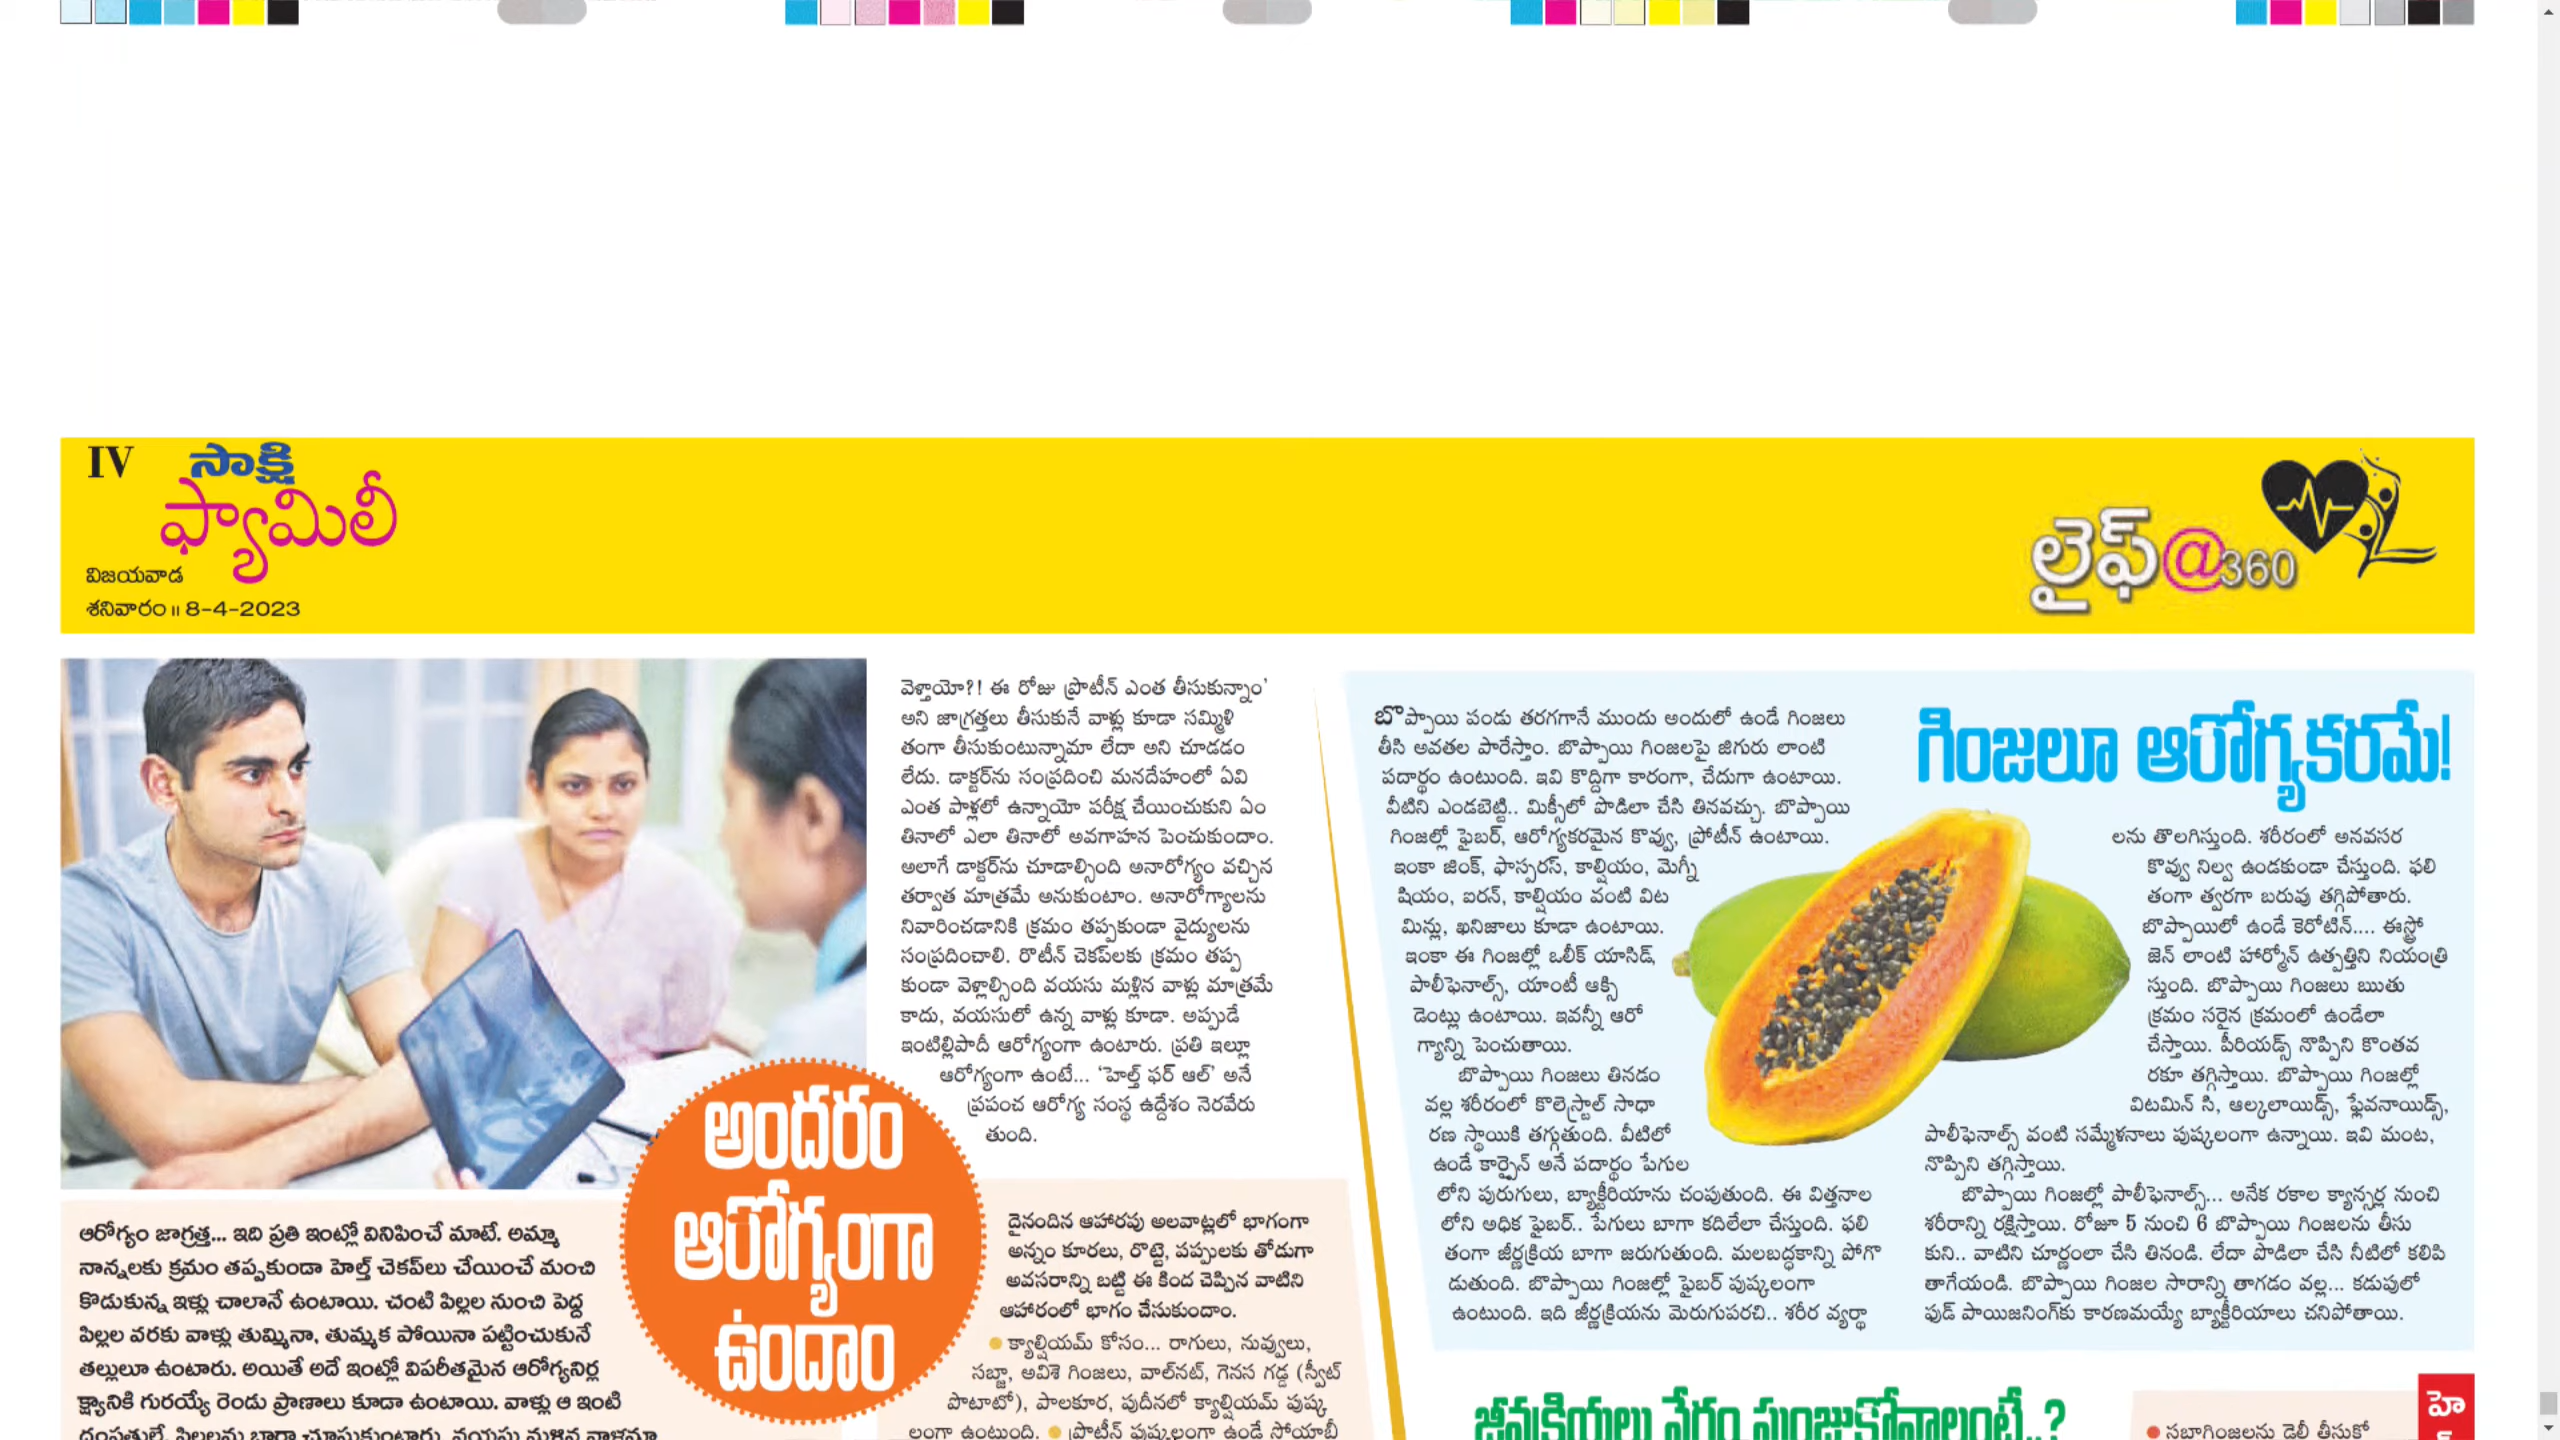 IV
సాక్షి
ఫ్యామిలీ
విజయవాడ
శనివారం ॥ 8-4-2023
లైఫ్@360
అందరం
ఆరోగ్యంగా
ఉందాం
ఆరోగ్యం జాగ్రత్త... ఇది ప్రతి ఇంట్లో వినిపించే మాటే. అమ్మా
నాన్నలకు క్రమం తప్పకుండా హెల్త్ చెకప్‌లు చేయించే మంచి
కొడుకున్న ఇళ్లు చాలానే ఉంటాయి. చంటి పిల్లల నుంచి పెద్ద
పిల్లల వరకు వాళ్లు తుమ్మినా, తుమ్మక పోయినా పట్టించుకునే
తల్లులూ ఉంటారు. అయితే అదే ఇంట్లో విపరీతమైన ఆరోగ్యనిర్ల
క్ష్యానికి గురయ్యే రెండు ప్రాణాలు కూడా ఉంటాయి. వాళ్లు ఆ ఇంటి
దంపతులే. పిల్లలను బాగా చూసుకుంటారు.
వెళ్తాయో?! ఈ రోజు ప్రొటీన్ ఎంత తీసుకున్నాం'
అని జాగ్రత్తలు తీసుకునే వాళ్లు కూడా సమ్మిళి
తంగా తీసుకుంటున్నామా లేదా అని చూడడం
లేదు. డాక్టర్‌ను సంప్రదించి మనదేహంలో ఏవి
ఎంత పాళ్లలో ఉన్నాయో పరీక్ష చేయించుకుని ఏం
తినాలో ఎలా తినాలో అవగాహన పెంచుకుందాం.
అలాగే డాక్టర్‌ను చూడాల్సింది అనారోగ్యం వచ్చిన
తర్వాత మాత్రమే అనుకుంటాం. అనారోగ్యాలను
నివారించడానికి క్రమం తప్పకుండా వైద్యులను
సంప్రదించాలి. రొటీన్ చెకప్‌లకు క్రమం తప్ప
కుండా వెళ్లాల్సింది వయసు మళ్లిన వాళ్లు మాత్రమే
కాదు, వయసులో ఉన్న వాళ్లు కూడా. అప్పుడే
ఇంటిల్లిపాదీ ఆరోగ్యంగా ఉంటారు. ప్రతి ఇల్లూ
ఆరోగ్యంగా ఉంటే... 'హెల్త్ ఫర్ ఆల్' అనే
ప్రపంచ ఆరోగ్య సంస్థ ఉద్దేశం నెరవేరు
తుంది.
దైనందిన ఆహారపు అలవాట్లలో భాగంగా
అన్నం కూరలు, రొట్టె, పప్పులకు తోడుగా
అవసరాన్ని బట్టి ఈ కింద చెప్పిన వాటిని
ఆహారంలో భాగం చేసుకుందాం.
● క్యాల్షియమ్ కోసం... రాగులు, నువ్వులు,
సబ్జా, అవిశె గింజలు, వాల్‌నట్, గెనస గడ్డ (స్వీట్
పొటాటో), పాలకూర, పుదీనలో క్యాల్షియమ్ పుష్క
లంగా ఉంటుంది. ● ప్రొటీన్ పుష్కలంగా ఉండే సోయాబీ
గింజలూ ఆరోగ్యకరమే!
బొప్పాయి పండు తరగగానే ముందు అందులో ఉండే గింజలు
తీసి అవతల పారేస్తాం. బొప్పాయి గింజలపై జిగురు లాంటి
పదార్థం ఉంటుంది. ఇవి కొద్దిగా కారంగా, చేదుగా ఉంటాయి.
వీటిని ఎండబెట్టి.. మిక్సీలో పొడిలా చేసి తినవచ్చు. బొప్పాయి
గింజల్లో ఫైబర్, ఆరోగ్యకరమైన కొవ్వు, ప్రోటీన్ ఉంటాయి.
ఇంకా జింక్, ఫాస్ఫరస్, కాల్షియం, మెగ్నీ
షియం, ఐరన్, కాల్షియం వంటి విట
మిన్లు, ఖనిజాలు కూడా ఉంటాయి.
ఇంకా ఈ గింజల్లో ఒలీక్ యాసిడ్,
పాలీఫెనాల్స్, యాంటీ ఆక్సి
డెంట్లు ఉంటాయి. ఇవన్నీ ఆరో
గ్యాన్ని పెంచుతాయి.
బొప్పాయి గింజలు తినడం
వల్ల శరీరంలో కొలెస్ట్రాల్ సాధా
రణ స్థాయికి తగ్గుతుంది. వీటిలో
ఉండే కార్పైన్ అనే పదార్థం పేగుల
లోని పురుగులు, బ్యాక్టీరియాను చంపుతుంది. ఈ విత్తనాల
లోని అధిక ఫైబర్.. పేగులు బాగా కదిలేలా చేస్తుంది. ఫలి
తంగా జీర్ణక్రియ బాగా జరుగుతుంది. మలబద్ధకాన్ని పోగొ
డుతుంది. బొప్పాయి గింజల్లో ఫైబర్ పుష్కలంగా
ఉంటుంది. ఇది జీర్ణక్రియను మెరుగుపరచి.. శరీర వ్యర్థా
లను తొలగిస్తుంది. శరీరంలో అనవసర
కొవ్వు నిల్వ ఉండకుండా చేస్తుంది. ఫలి
తంగా త్వరగా బరువు తగ్గిపోతారు.
బొప్పాయిలో ఉండే కెరోటిన్.... ఈస్ట్రో
జెన్ లాంటి హార్మోన్ ఉత్పత్తిని నియంత్రి
స్తుంది. బొప్పాయి గింజలు ఋతు
క్రమం సరైన క్రమంలో ఉండేలా
చేస్తాయి. పీరియడ్స్ నొప్పిని కొంతవ
రకూ తగ్గిస్తాయి. బొప్పాయి గింజల్లో
విటమిన్ సి, ఆల్కలాయిడ్స్, ఫ్లేవనాయిడ్స్,
పాలీఫెనాల్స్ వంటి సమ్మేళనాలు పుష్కలంగా ఉన్నాయి. ఇవి మంట,
నొప్పిని తగ్గిస్తాయి.
బొప్పాయి గింజల్లో పాలీఫెనాల్స్... అనేక రకాల క్యాన్సర్ల నుంచి
శరీరాన్ని రక్షిస్తాయి. రోజూ 5 నుంచి 6 బొప్పాయి గింజలను తీసు
కుని.. వాటిని చూర్ణంలా చేసి తినండి. లేదా పొడిలా చేసి నీటిలో కలిపి
తాగేయండి. బొప్పాయి గింజల సారాన్ని తాగడం వల్ల... కడుపులో
ఫుడ్ పాయిజనింగ్‌కు కారణమయ్యే బ్యాక్టీరియాలు చనిపోతాయి.
జీవక్రియలు వేగం పుంజుకోవాలంటే..?
● సబ్జాగింజలను డైలీ తీసుకో
హె